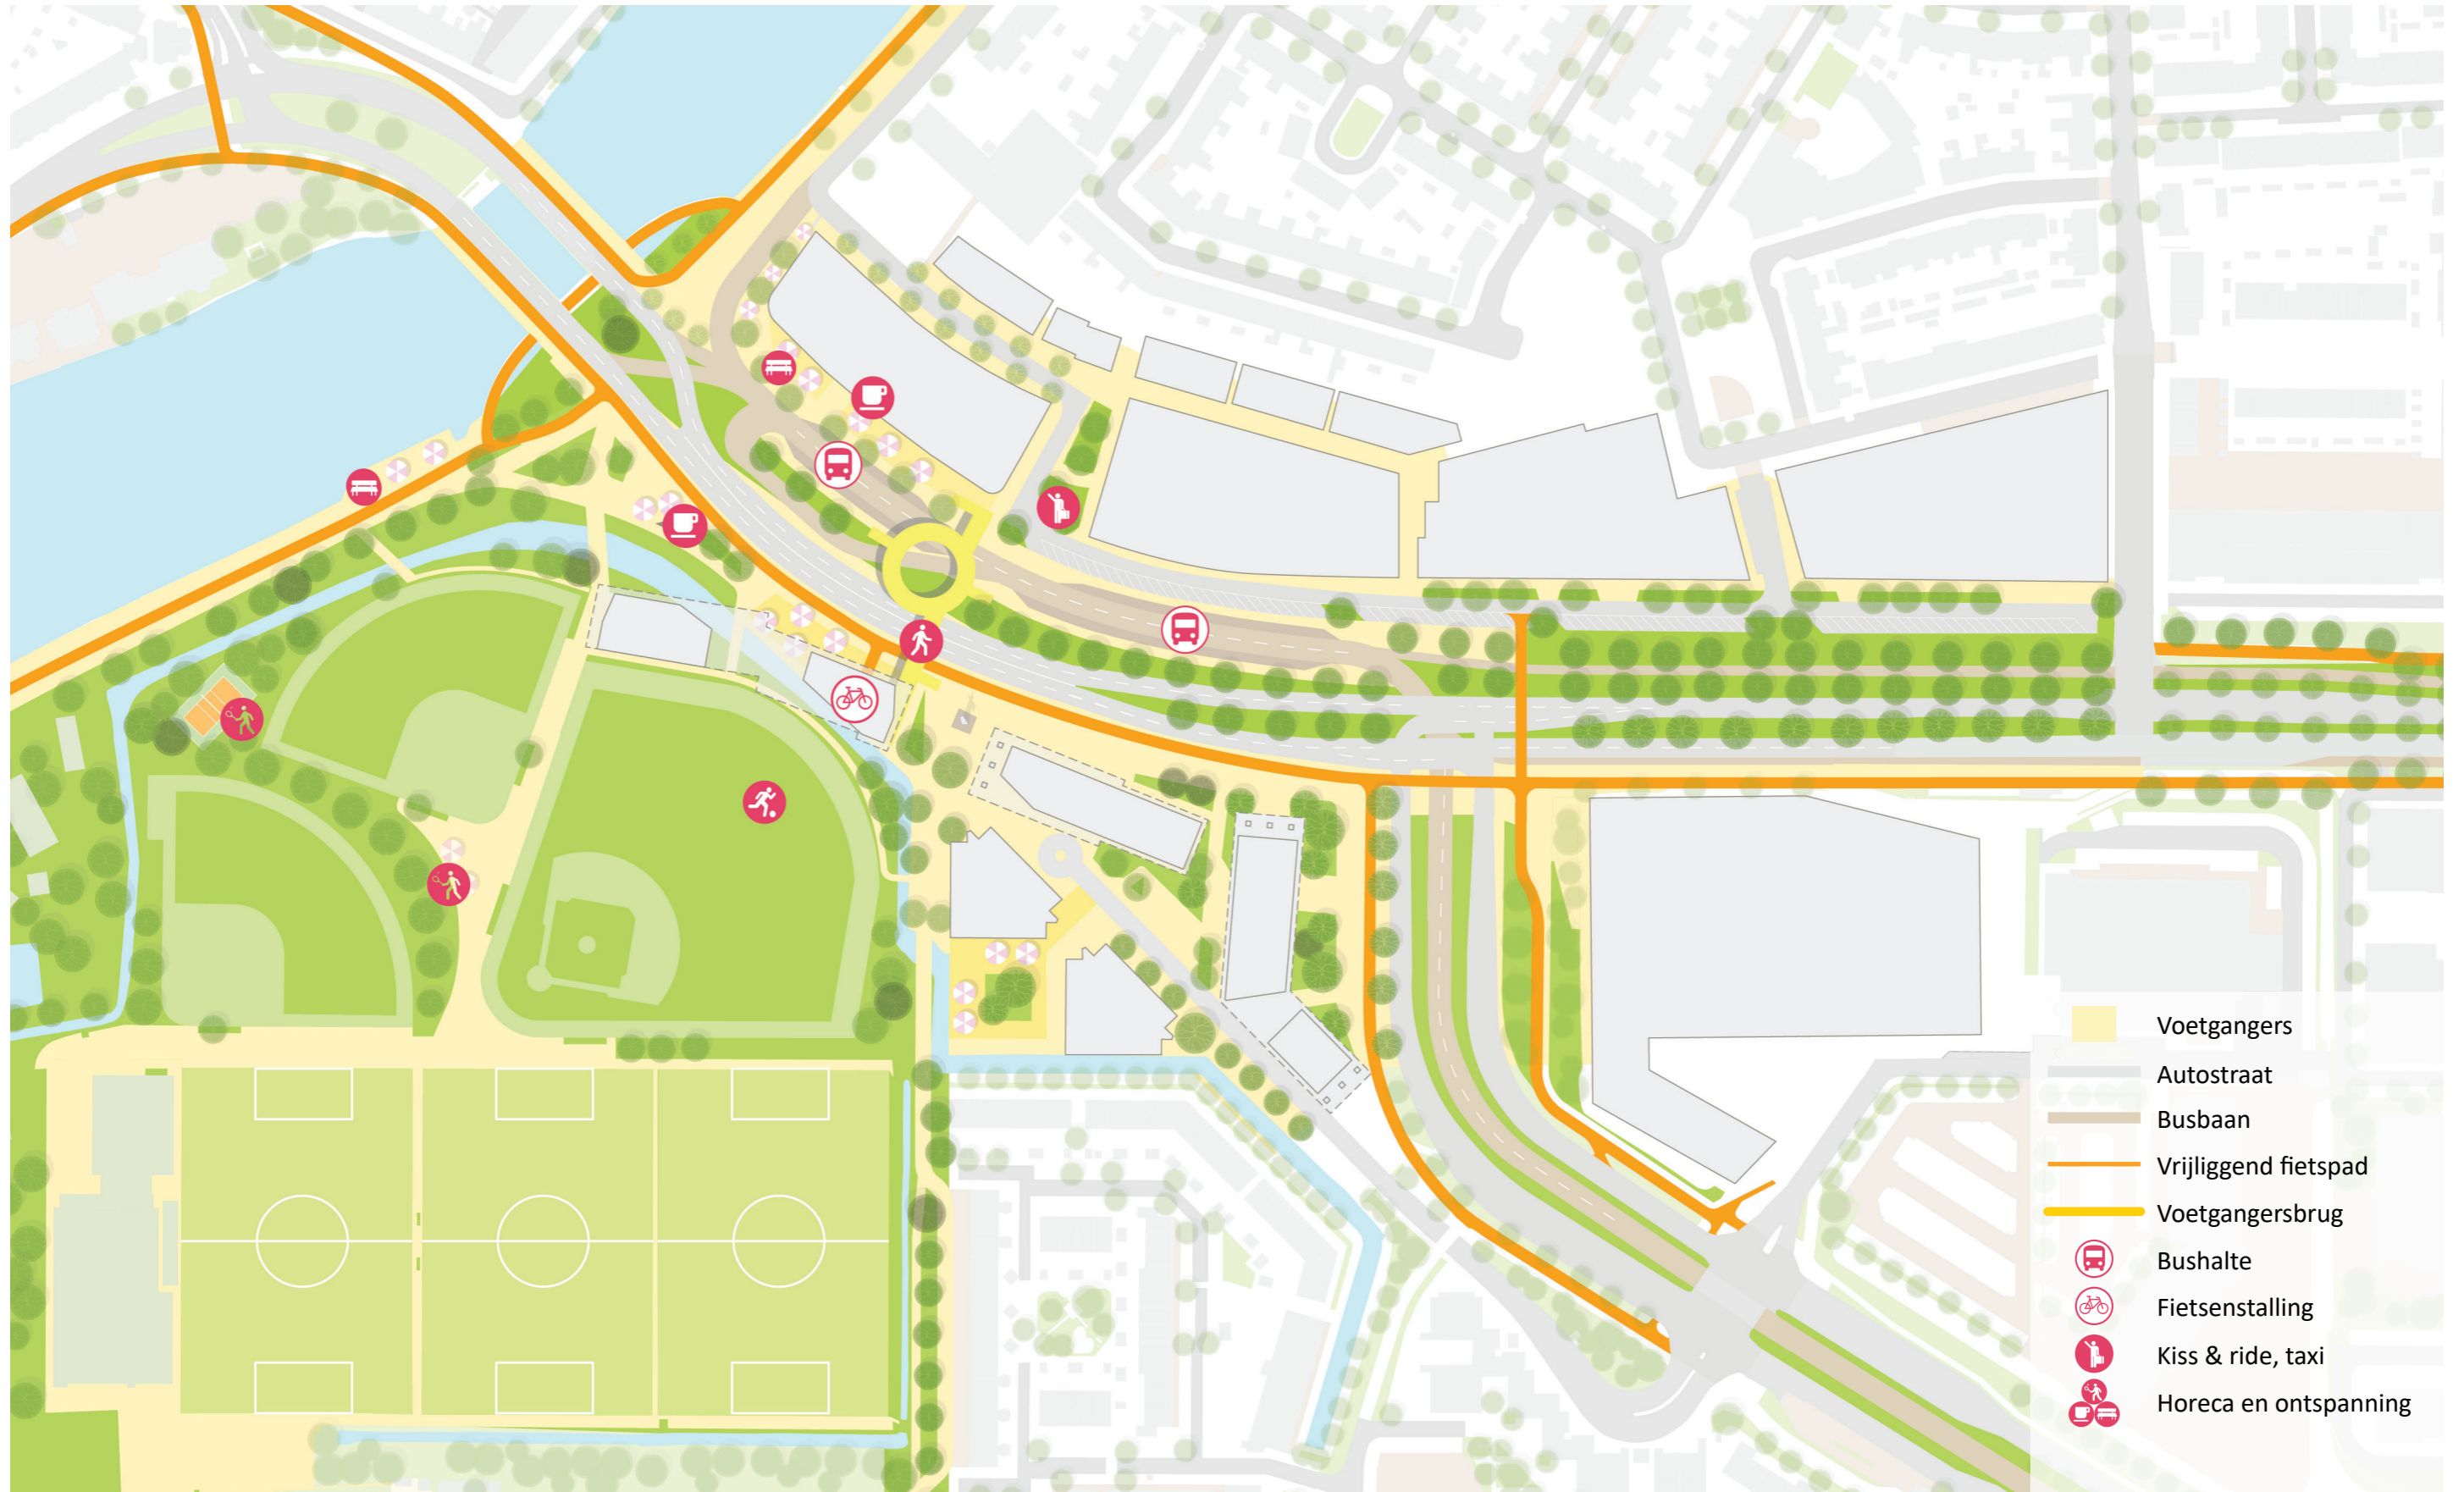 Voetgangers
Autostraat
Busbaan
Vrijliggend fietspad
Voetgangersbrug
Bushalte
Fietsenstalling
Kiss & ride, taxi
Horeca en ontspanning